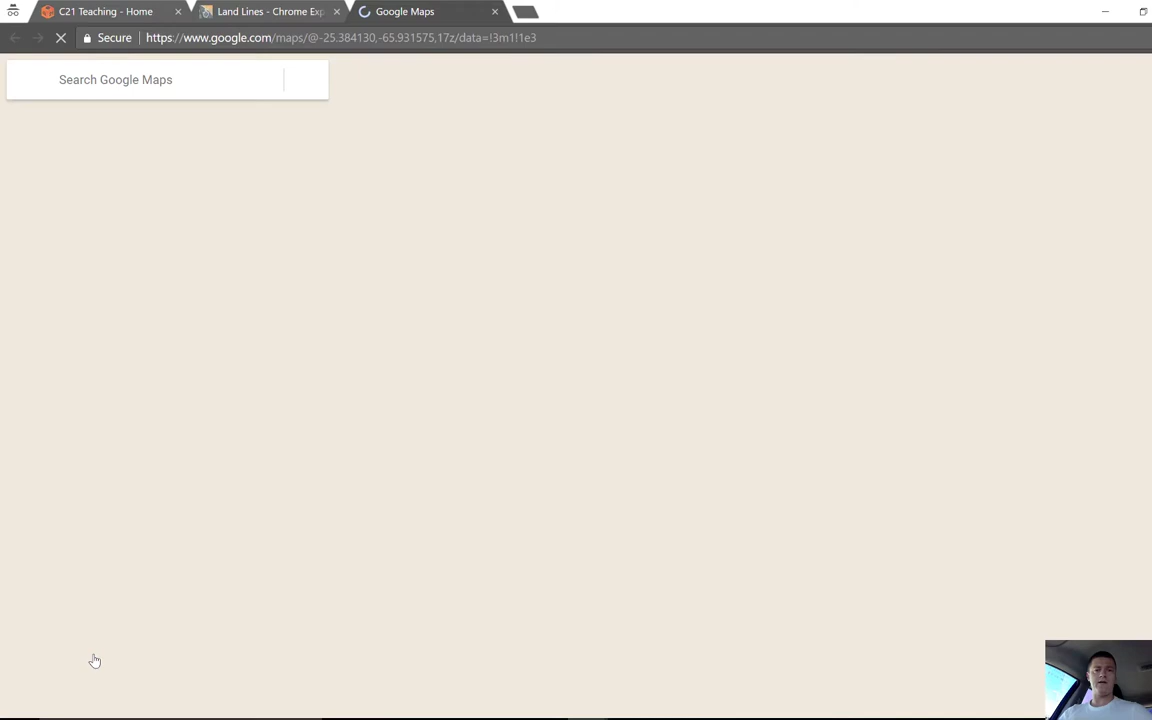 C21 Teaching - Home
Land Lines - Chrome Exp
Google Maps
Secure
https://www.google.com/maps/@-25.384130,-65.931575,17z/data=!3m1!1e3
Search Google Maps